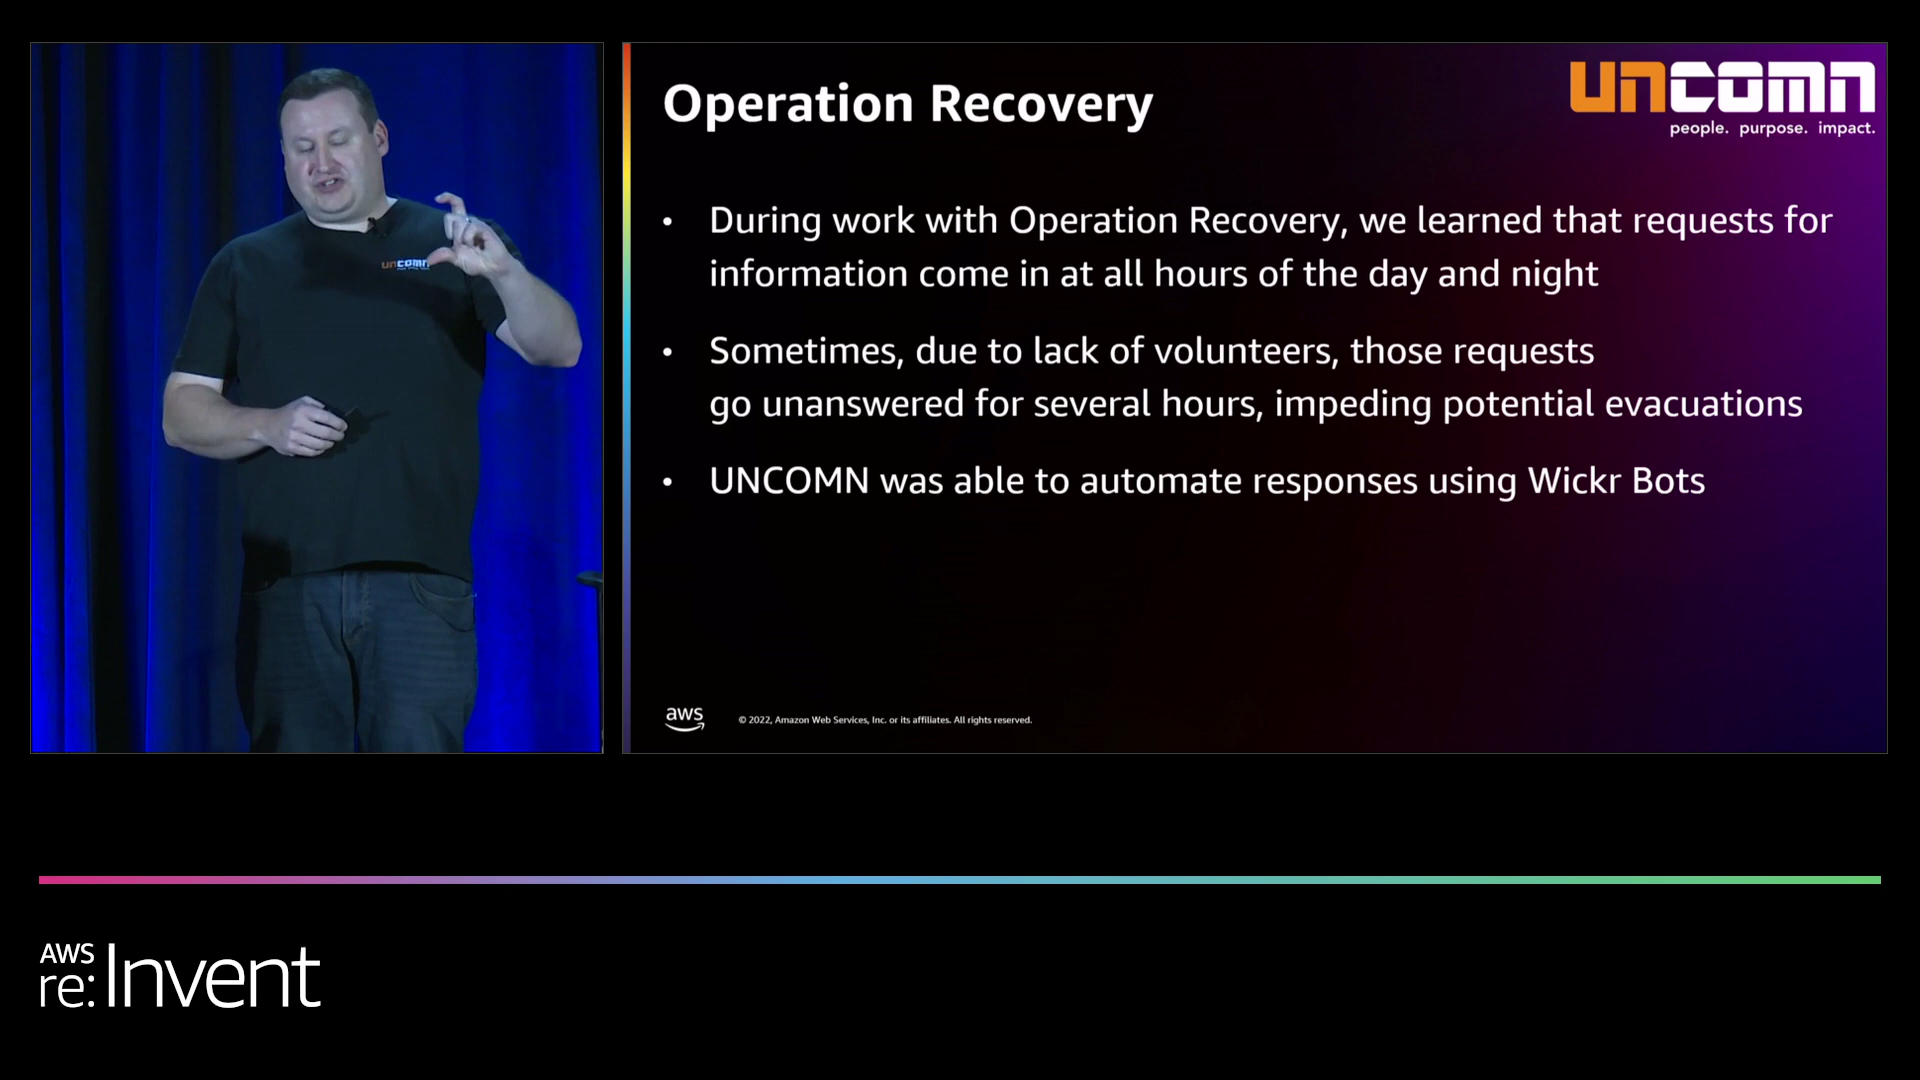 uncomn
Operation Recovery
uncomn
people. purpose. impact.
• During work with Operation Recovery, we learned that requests for
information come in at all hours of the day and night
• Sometimes, due to lack of volunteers, those requests
go unanswered for several hours, impeding potential evacuations
• UNCOMN was able to automate responses using Wickr Bots
aws
© 2022, Amazon Web Services, Inc. or its affiliates. All rights reserved.
AWS
re:Invent